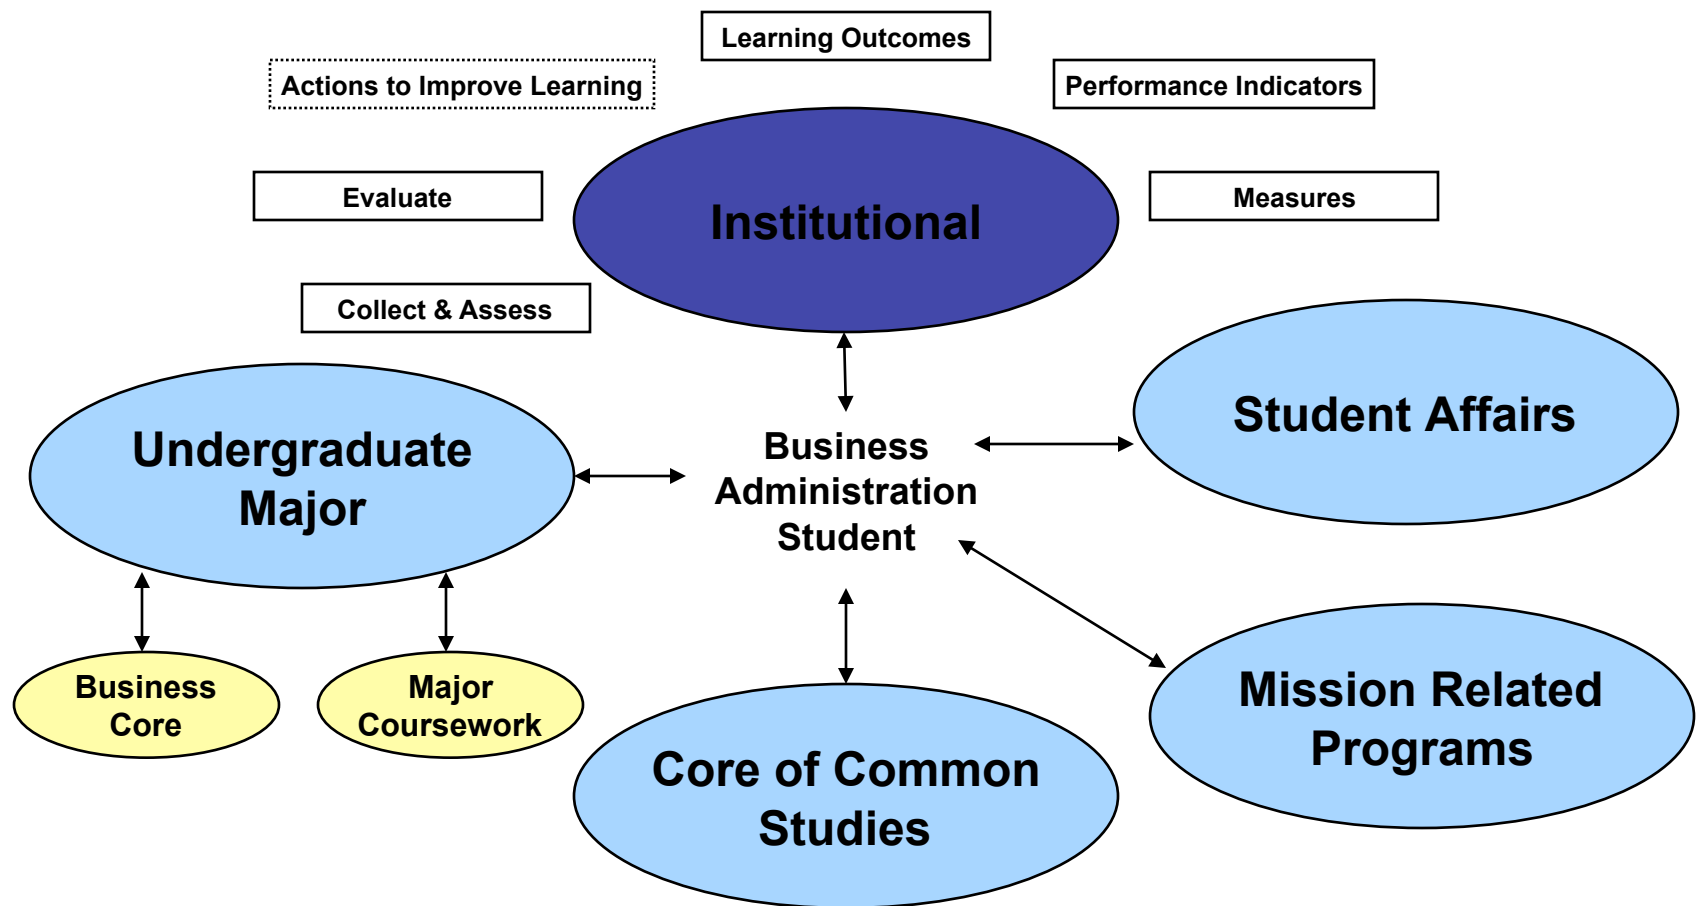 Learning Outcomes
Actions to Improve Learning
Performance Indicators
Evaluate
Institutional
Measures
Collect & Assess
Student Affairs
Undergraduate
Major
Business
Administration
Student
Business
Core
Major
Coursework
Mission Related
Programs
Core of Common
Studies